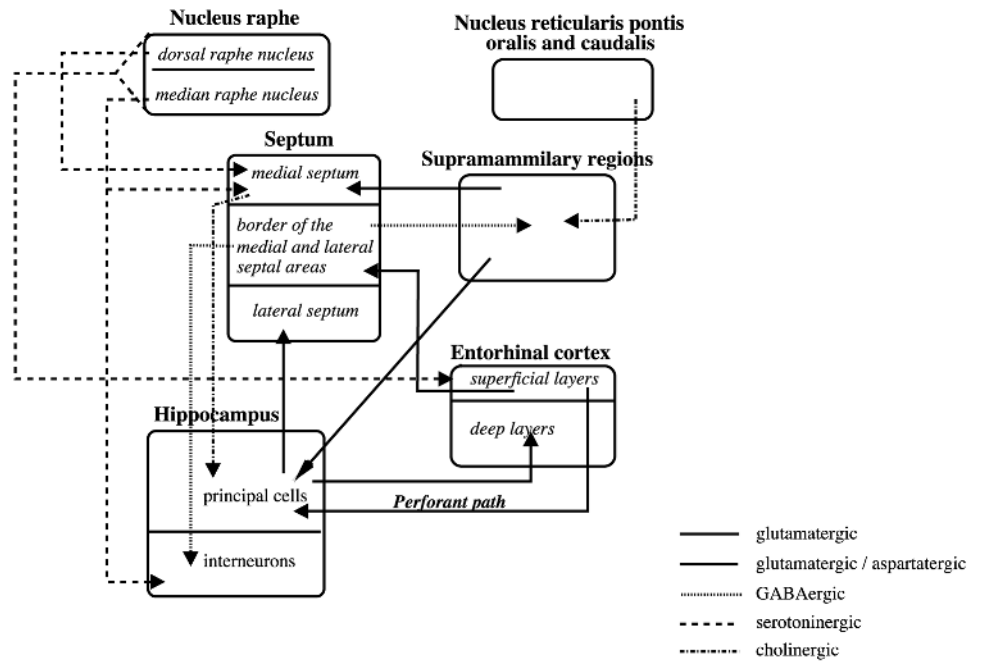 Nucleus raphe
dorsal raphe nucleus
median raphe nucleus
Nucleus reticularis pontis
oralis and caudalis
Septum
medial septum
border of the
medial and lateral
septal areas
lateral septum
Supramammilary regions
Entorhinal cortex
superficial layers
deep layers
Hippocampus
principal cells
interneurons
Perforant path
glutamatergic
glutamatergic / aspartatergic
GABAergic
serotoninergic
cholinergic